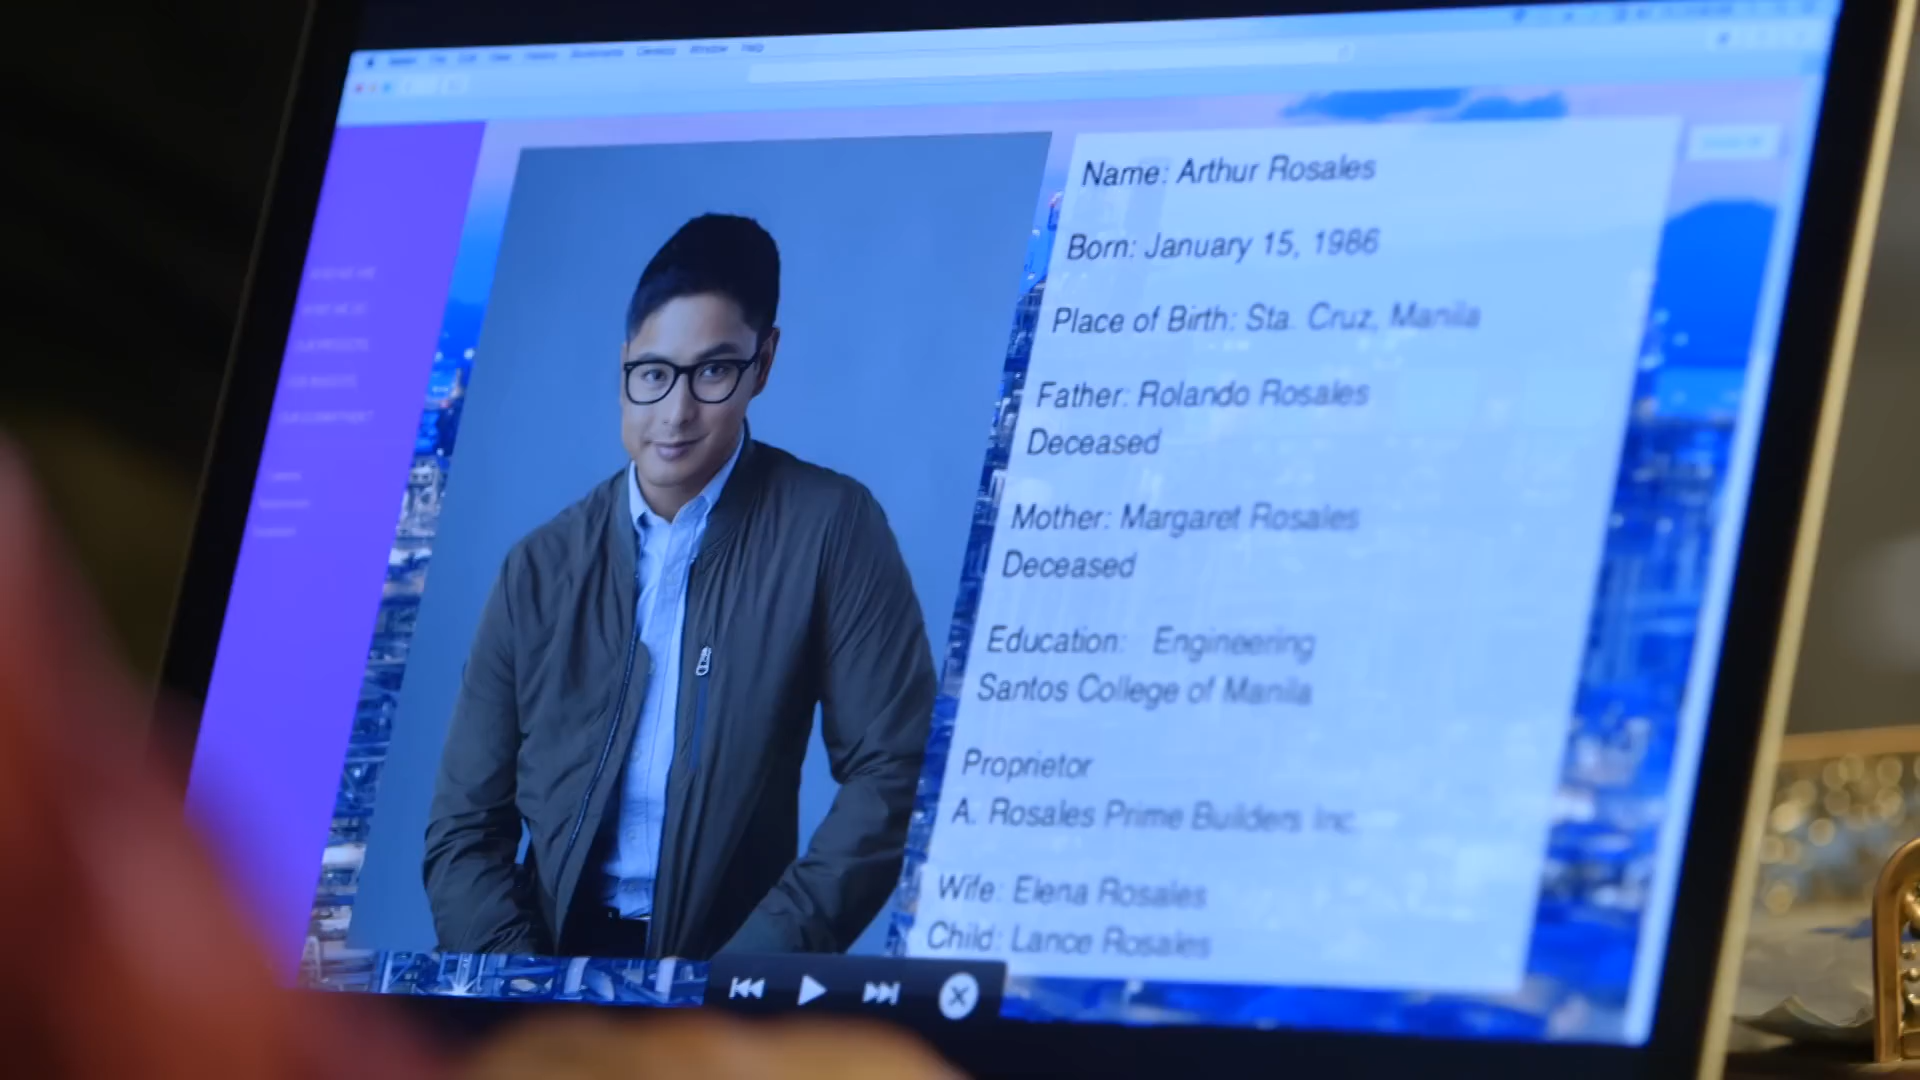 Name: Arthur Rosales
Born: January 15, 1986
Place of Birth: Sta. Cruz, Manila
Father: Rolando Rosales
Deceased
Mother: Margaret Rosales
Deceased
Education: Engineering
Santos College of Manila
Proprietor
A. Rosales Prime Builders Inc.
Wife: Elena Rosales
Child: Lance Rosales